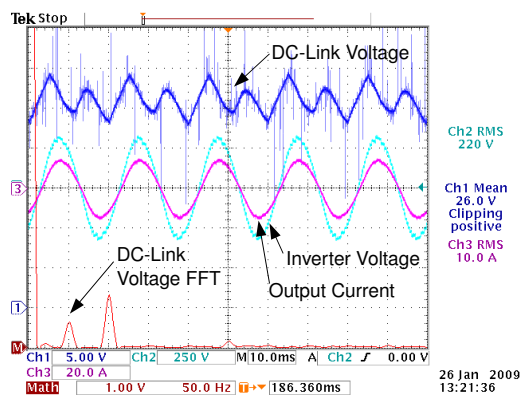 Tek Stop
DC-Link Voltage
Ch2 RMS
220 V
3
Ch1 Mean
26.0 V
Clipping
positive
Ch3 RMS
10.0 A
DC-Link
Voltage FFT
Inverter Voltage
Output Current
1
M
Ch1 5.00 V Ch2 250 V M 10.0ms A Ch2 0.00 V
Ch3 20.0 A
Math 1.00 V 50.0 Hz T 186.360ms
26 Jan 2009
13:21:36